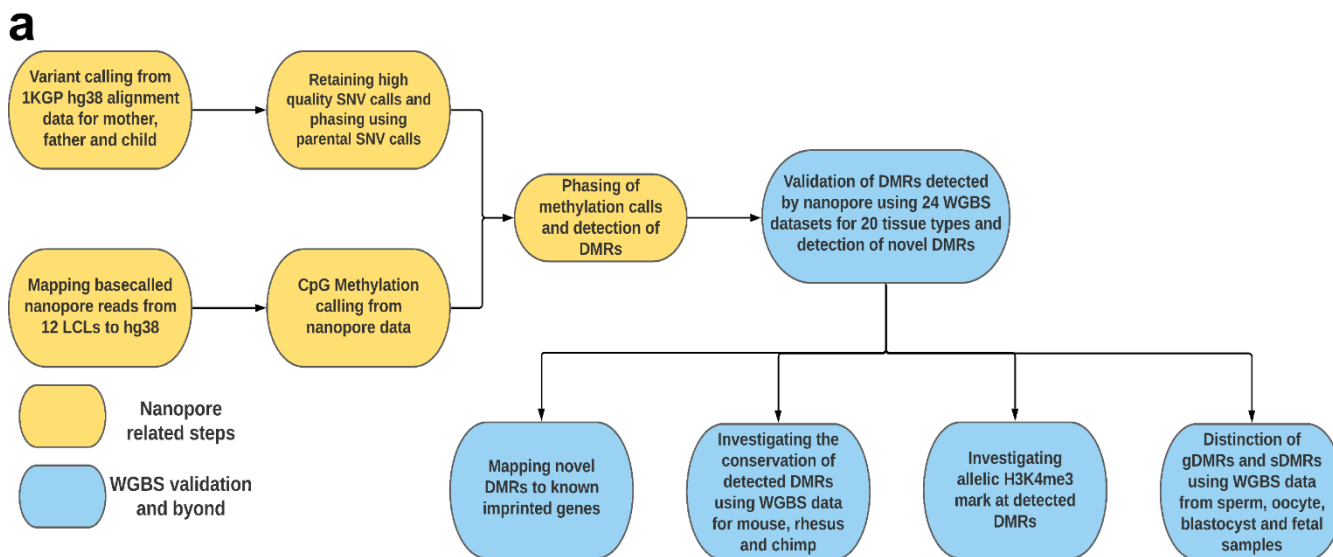 a
Variant calling from
1KGP hg38 alignment
data for mother,
father and child
Retaining high
quality SNV calls and
phasing using
parental SNV calls
Phasing of
methylation calls
and detection of
DMRs
Validation of DMRs detected
by nanopore using 24 WGBS
datasets for 20 tissue types and
detection of novel DMRs
Mapping basecalled
nanopore reads from
12 LCLs to hg38
CpG Methylation
calling from
nanopore data
Nanopore
related steps
WGBS validation
and byond
Mapping novel
DMRs to known
imprinted genes
Investigating the
conservation of
detected DMRs
using WGBS data
for mouse, rhesus
and chimp
Investigating
allelic H3K4me3
mark at detected
DMRs
Distinction of
gDMRs and sDMRs
using WGBS data
from sperm, oocyte,
blastocyst and fetal
samples